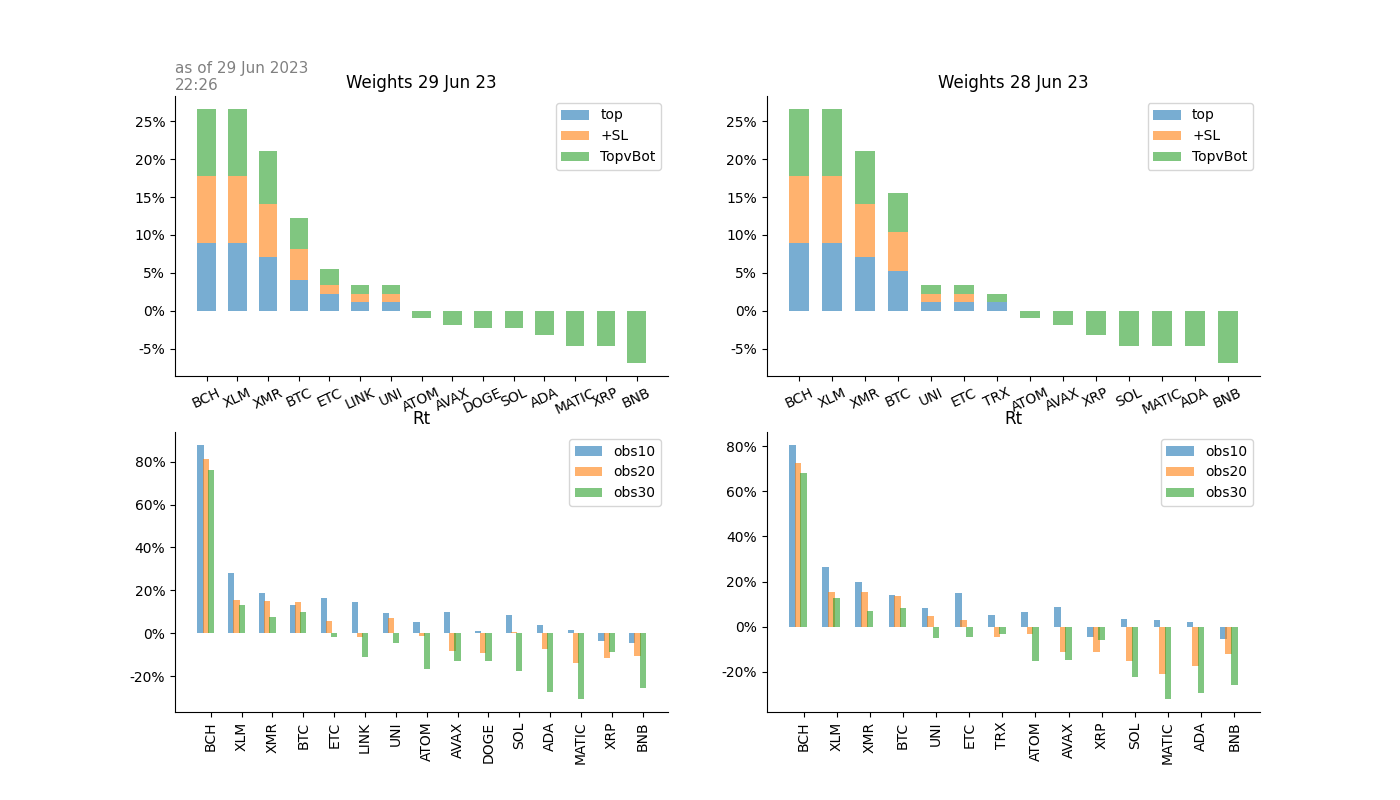 as of 29 Jun 2023
22:26
Weights 29 Jun 23
25%
20%
15%
10%
5%
0%
-5%
top
+SL
TopvBot
BCH XLM XMR BTC ETC LINK UNI ATOM AVAX DOGE SOL ADA MATIC XRP BNB
Weights 28 Jun 23
25%
20%
15%
10%
5%
0%
-5%
top
+SL
TopvBot
BCH XLM XMR BTC UNI ETC TRX ATOM AVAX XRP SOL MATIC ADA BNB
Rt
80%
60%
40%
20%
0%
-20%
obs10
obs20
obs30
BCH XLM XMR BTC ETC LINK UNI ATOM AVAX DOGE SOL ADA MATIC XRP BNB
Rt
80%
60%
40%
20%
0%
-20%
obs10
obs20
obs30
BCH XLM XMR BTC UNI ETC TRX ATOM AVAX XRP SOL MATIC ADA BNB